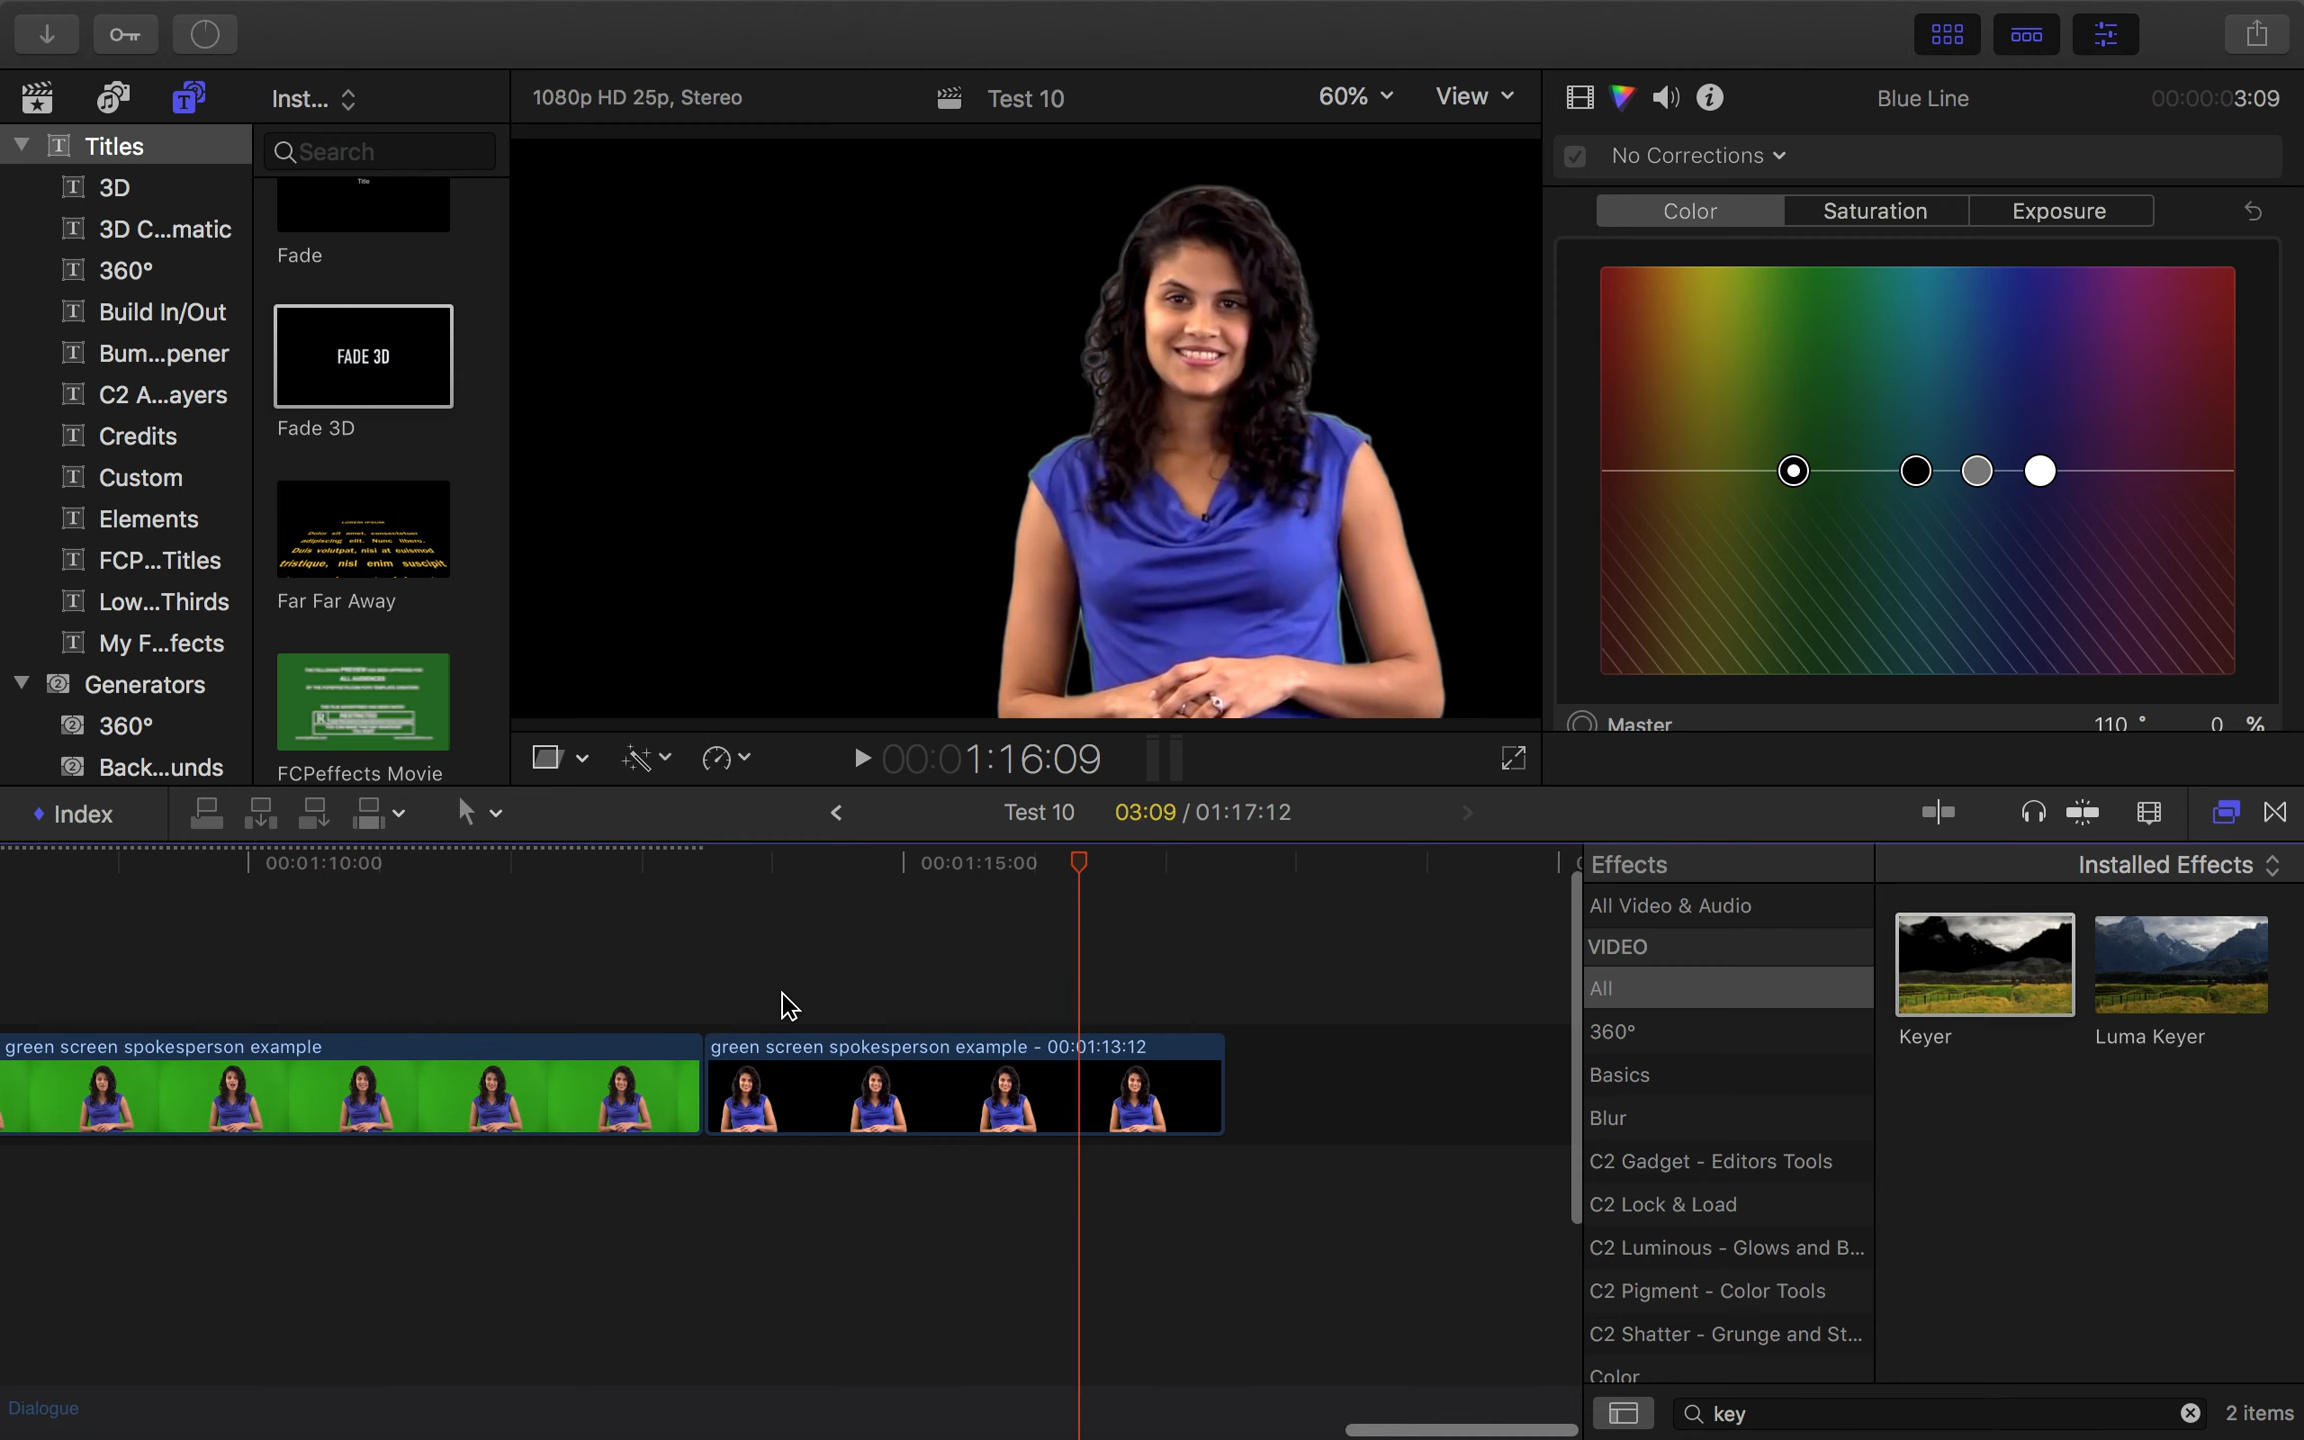 Inst...
1080p HD 25p, Stereo
Test 10
60%
View
Blue Line
00:00:03:09
Titles
Search
No Corrections
3D
3D C...matic
360°
Build In/Out
Bum...pener
C2 A...ayers
Credits
Custom
Elements
FCP...Titles
Low...Thirds
My F...fects
Generators
360°
Back...unds
Title
Fade
FADE 3D
Fade 3D
Far Far Away
FCPeffects Movie
Color
Saturation
Exposure
Master
110 °
0 %
00:01:16:09
Index
Test 10
03:09 / 01:17:12
00:01:10:00
00:01:15:00
green screen spokesperson example
green screen spokesperson example - 00:01:13:12
Dialogue
Effects
Installed Effects
All Video & Audio
VIDEO
All
360°
Basics
Blur
C2 Gadget - Editors Tools
C2 Lock & Load
C2 Luminous - Glows and B...
C2 Pigment - Color Tools
C2 Shatter - Grunge and St...
Color
Keyer
Luma Keyer
key
2 items